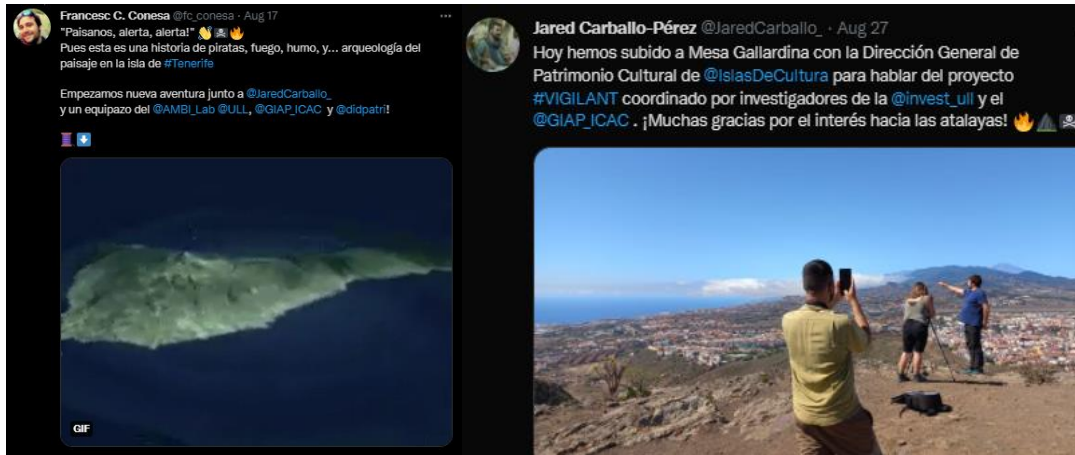 Francesc C. Conesa @fc_conesa · Aug 17
"Paisanos, alerta, alerta!" 👋🏴‍☠️🔥
Pues esta es una historia de piratas, fuego, humo, y... arqueología del
paisaje en la isla de #Tenerife
Empezamos nueva aventura junto a @JaredCarballo_
y un equipazo del @AMBI_Lab @ULL, @GIAP_ICAC y @didpatri!
🧵⬇️
GIF
Jared Carballo-Pérez @JaredCarballo_ · Aug 27
Hoy hemos subido a Mesa Gallardina con la Dirección General de
Patrimonio Cultural de @IslasDeCultura para hablar del proyecto
#VIGILANT coordinado por investigadores de la @invest_ull y el
@GIAP_ICAC . ¡Muchas gracias por el interés hacia las atalayas! 🔥⛰🏴‍☠️